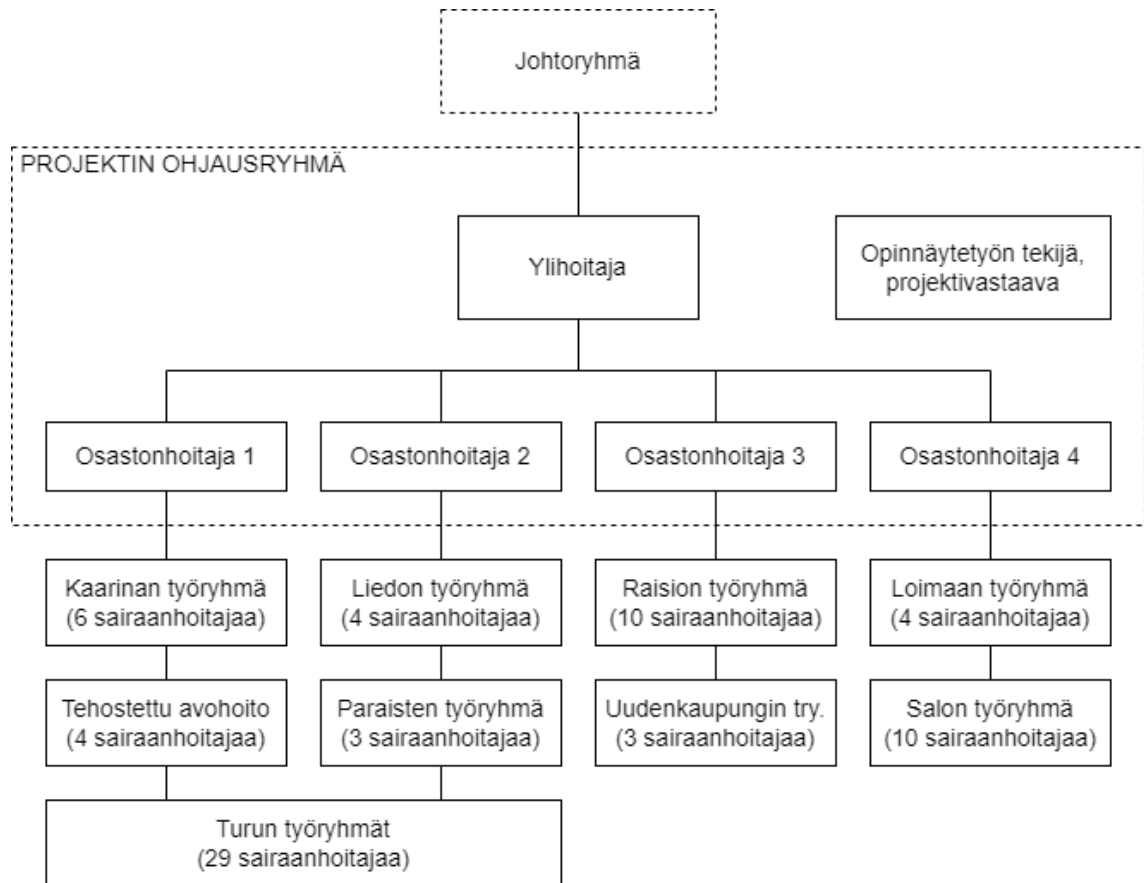 Johtoryhmä
PROJEKTIN OHJAUSRYHMÄ
Ylihoitaja
Opinnäytetyön tekijä,
projektivastaava
Osastonhoitaja 1
Osastonhoitaja 2
Osastonhoitaja 3
Osastonhoitaja 4
Kaarinan työryhmä
(6 sairaanhoitajaa)
Liedon työryhmä
(4 sairaanhoitajaa)
Raision työryhmä
(10 sairaanhoitajaa)
Loimaan työryhmä
(4 sairaanhoitajaa)
Tehostettu avohoito
(4 sairaanhoitajaa)
Paraisten työryhmä
(3 sairaanhoitajaa)
Uudenkaupungin try.
(3 sairaanhoitajaa)
Salon työryhmä
(10 sairaanhoitajaa)
Turun työryhmät
(29 sairaanhoitajaa)